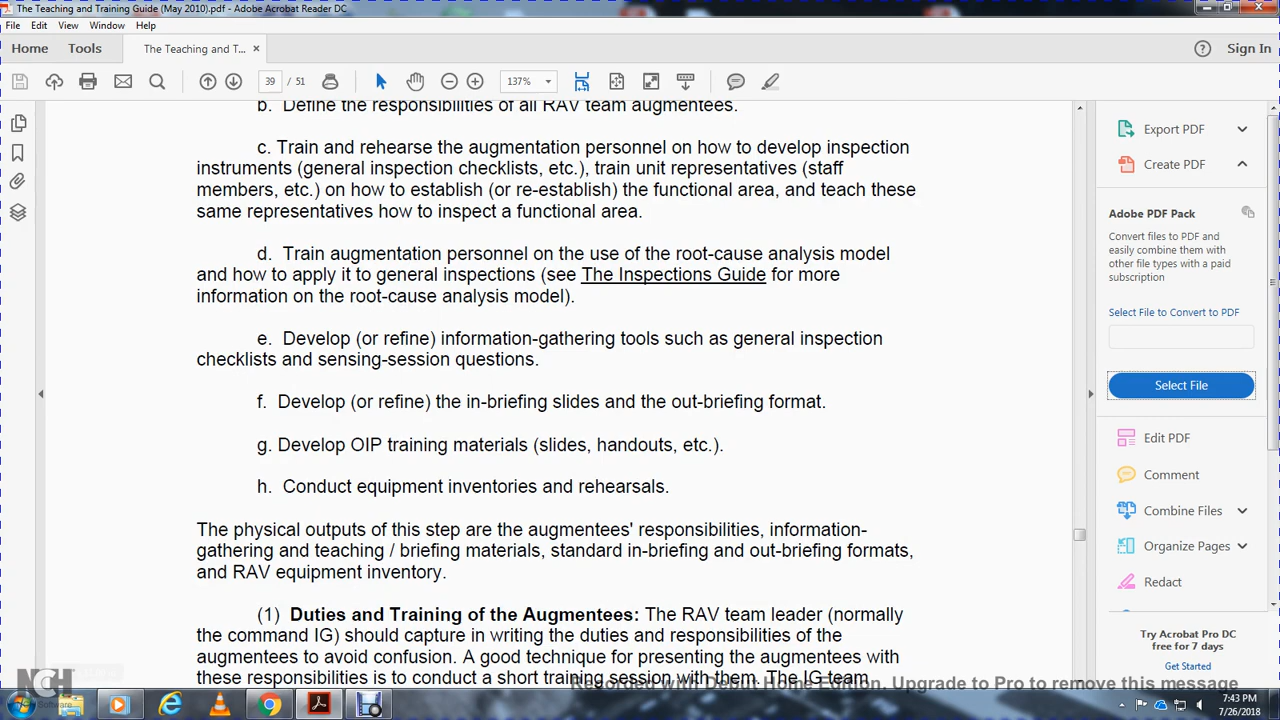 The Teaching and Training Guide (May 2010).pdf - Adobe Acrobat Reader DC
File Edit View Window Help
Home Tools The Teaching and T... × Sign In
39 / 51 137%
b. Define the responsibilities of all RAV team augmentees.
c. Train and rehearse the augmentation personnel on how to develop inspection
instruments (general inspection checklists, etc.), train unit representatives (staff
members, etc.) on how to establish (or re-establish) the functional area, and teach these
same representatives how to inspect a functional area.
d. Train augmentation personnel on the use of the root-cause analysis model
and how to apply it to general inspections (see The Inspections Guide for more
information on the root-cause analysis model).
e. Develop (or refine) information-gathering tools such as general inspection
checklists and sensing-session questions.
f. Develop (or refine) the in-briefing slides and the out-briefing format.
g. Develop OIP training materials (slides, handouts, etc.).
h. Conduct equipment inventories and rehearsals.
The physical outputs of this step are the augmentees' responsibilities, information-
gathering and teaching / briefing materials, standard in-briefing and out-briefing formats,
and RAV equipment inventory.
(1) Duties and Training of the Augmentees: The RAV team leader (normally
the command IG) should capture in writing the duties and responsibilities of the
augmentees to avoid confusion. A good technique for presenting the augmentees with
these responsibilities is to conduct a short training session with them. The IG team
Export PDF
Create PDF
Adobe PDF Pack
Convert files to PDF and
easily combine them with
other file types with a paid
subscription
Select File to Convert to PDF
Select File
Edit PDF
Comment
Combine Files
Organize Pages
Redact
Try Acrobat Pro DC
free for 7 days
Get Started
NCH
Software
Recorded with Debut Home Edition. Upgrade to Pro to remove this message
7:43 PM
7/26/2018